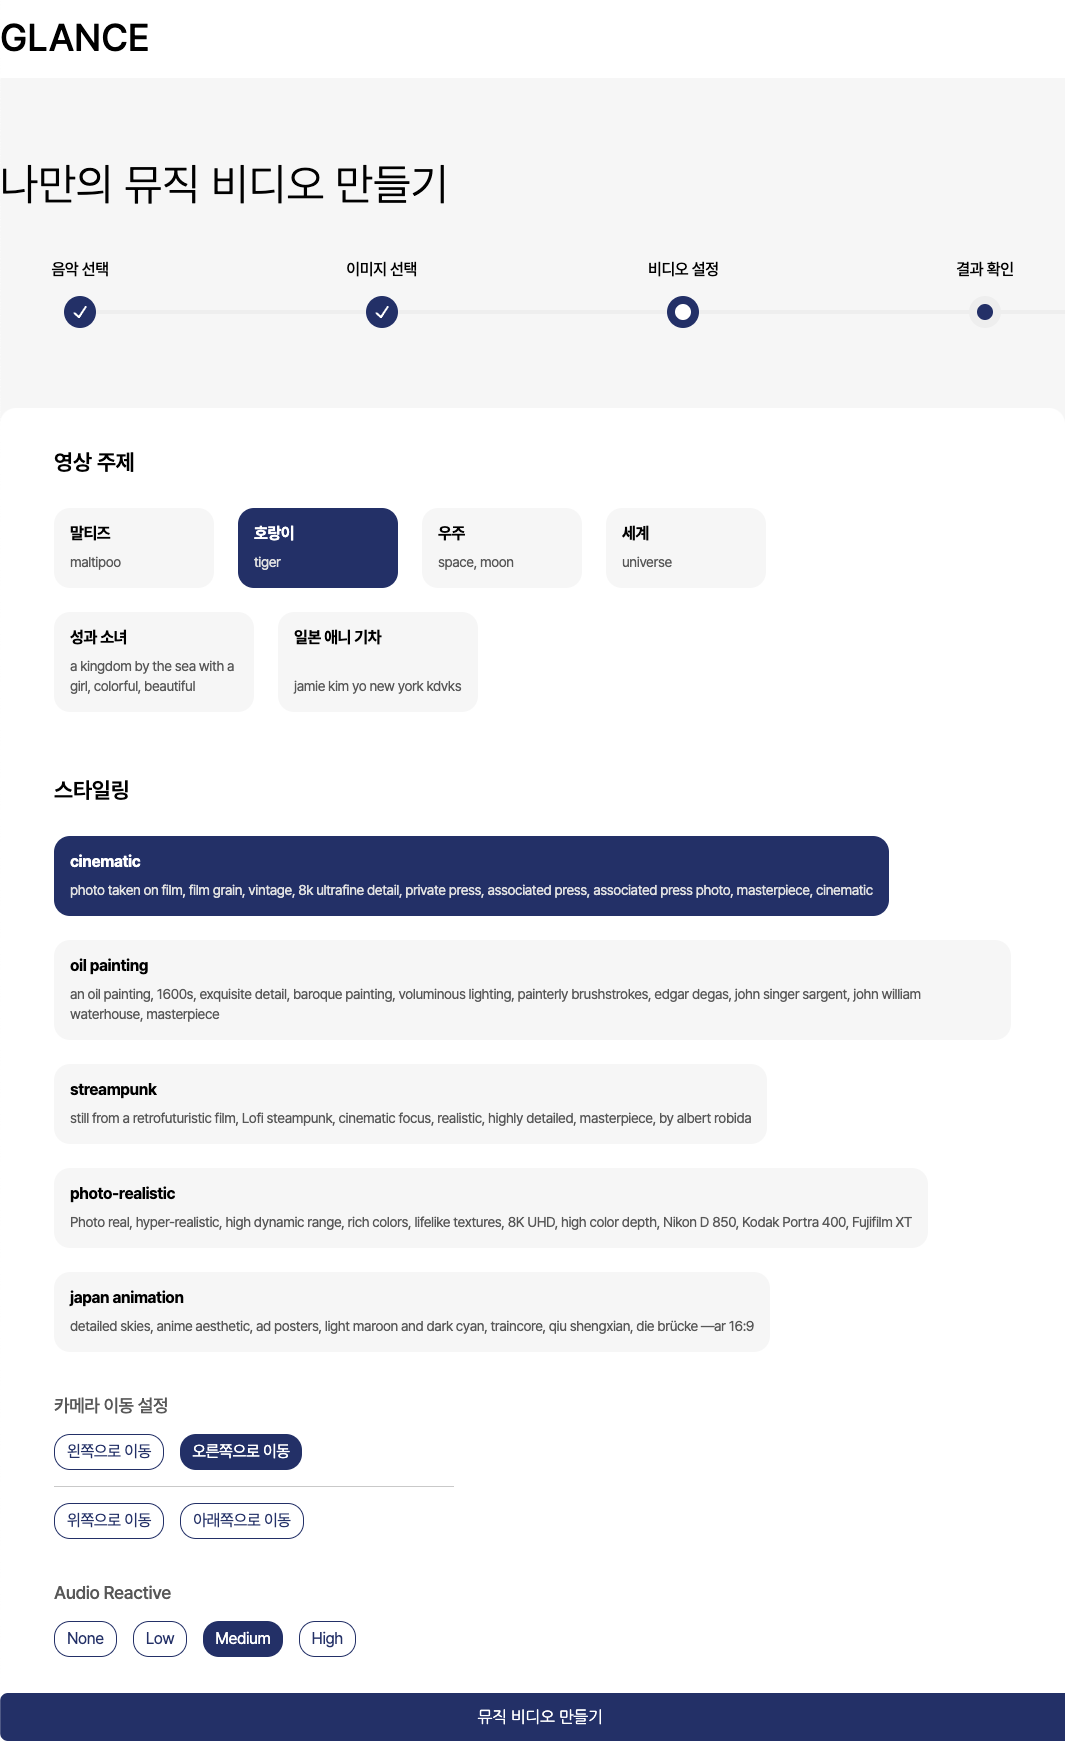 GLANCE
나만의 뮤직 비디오 만들기
음악 선택
이미지 선택
비디오 설정
결과 확인
영상 주제
말티즈
maltipoo
호랑이
tiger
우주
space, moon
세계
universe
성과 소녀
a kingdom by the sea with a
girl, colorful, beautiful
일본 애니 기차
jamie kim yo new york kdvks
스타일링
cinematic
photo taken on film, film grain, vintage, 8k ultrafine detail, private press, associated press, associated press photo, masterpiece, cinematic
oil painting
an oil painting, 1600s, exquisite detail, baroque painting, voluminous lighting, painterly brushstrokes, edgar degas, john singer sargent, john william
waterhouse, masterpiece
streampunk
still from a retrofuturistic film, Lofi steampunk, cinematic focus, realistic, highly detailed, masterpiece, by albert robida
photo-realistic
Photo real, hyper-realistic, high dynamic range, rich colors, lifelike textures, 8K UHD, high color depth, Nikon D 850, Kodak Portra 400, Fujifilm XT
japan animation
detailed skies, anime aesthetic, ad posters, light maroon and dark cyan, traincore, qiu shengxian, die brücke —ar 16:9
카메라 이동 설정
왼쪽으로 이동
오른쪽으로 이동
위쪽으로 이동
아래쪽으로 이동
Audio Reactive
None
Low
Medium
High
뮤직 비디오 만들기